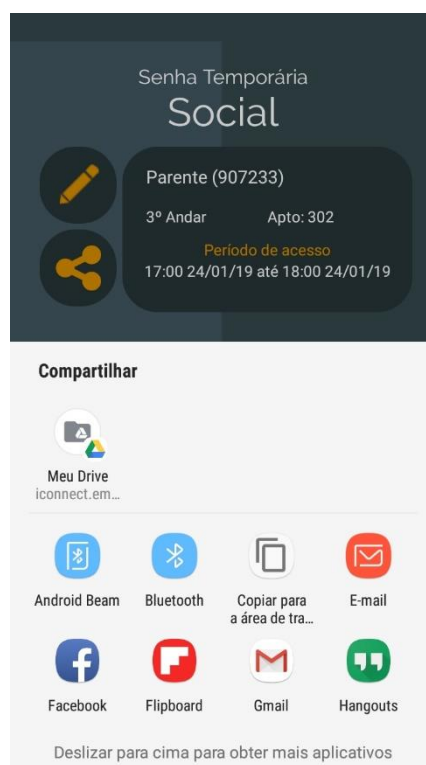 Senha Temporária
Social
Parente (907233)
3º Andar Apto: 302
Período de acesso
17:00 24/01/19 até 18:00 24/01/19
Compartilhar
Meu Drive
iconnect.em...
Android Beam Bluetooth Copiar para E-mail
a área de tra...
Facebook Flipboard Gmail Hangouts
Deslizar para cima para obter mais aplicativos